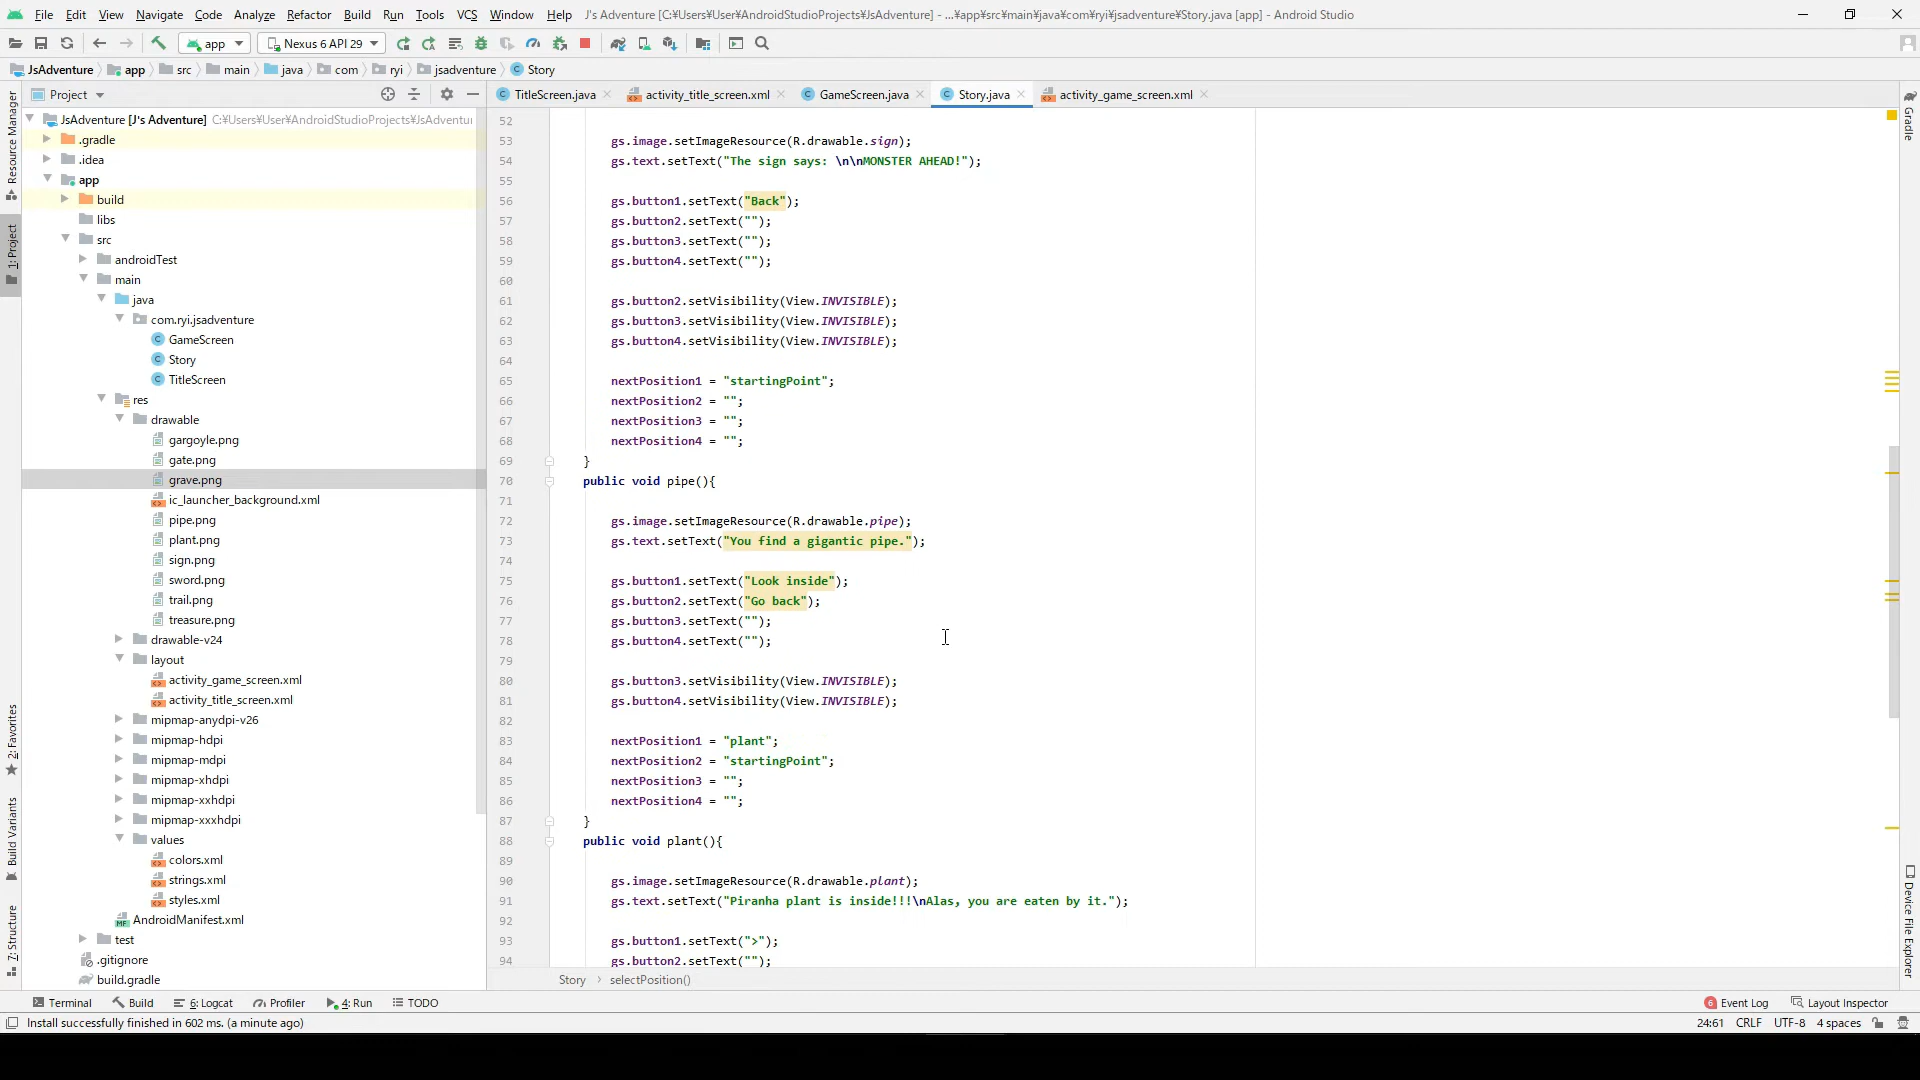 File Edit View Navigate Code Analyze Refactor Build Run Tools VCS Window Help J's Adventure [C:¥Users¥User¥AndroidStudioProjects¥JsAdventure] - ...¥app¥src¥main¥java¥com¥ryi¥jsadventure¥Story.java [app] - Android Studio
app Nexus 6 API 29
JsAdventure app src main java com ryi jsadventure Story
Project
TitleScreen.java activity_title_screen.xml GameScreen.java Story.java activity_game_screen.xml
Resource Manager
1: Project
2: Favorites
Build Variants
7: Structure
JsAdventure [J's Adventure] C:¥Users¥User¥AndroidStudioProjects¥JsAdventur
.gradle
.idea
app
build
libs
src
androidTest
main
java
com.ryi.jsadventure
GameScreen
Story
TitleScreen
res
drawable
gargoyle.png
gate.png
grave.png
ic_launcher_background.xml
pipe.png
plant.png
sign.png
sword.png
trail.png
treasure.png
drawable-v24
layout
activity_game_screen.xml
activity_title_screen.xml
mipmap-anydpi-v26
mipmap-hdpi
mipmap-mdpi
mipmap-xhdpi
mipmap-xxhdpi
mipmap-xxxhdpi
values
colors.xml
strings.xml
styles.xml
AndroidManifest.xml
test
.gitignore
build.gradle
52
53 gs.image.setImageResource(R.drawable.sign);
54 gs.text.setText("The sign says: \n\nMONSTER AHEAD!");
55
56 gs.button1.setText("Back");
57 gs.button2.setText("");
58 gs.button3.setText("");
59 gs.button4.setText("");
60
61 gs.button2.setVisibility(View.INVISIBLE);
62 gs.button3.setVisibility(View.INVISIBLE);
63 gs.button4.setVisibility(View.INVISIBLE);
64
65 nextPosition1 = "startingPoint";
66 nextPosition2 = "";
67 nextPosition3 = "";
68 nextPosition4 = "";
69 }
70 public void pipe(){
71
72 gs.image.setImageResource(R.drawable.pipe);
73 gs.text.setText("You find a gigantic pipe.");
74
75 gs.button1.setText("Look inside");
76 gs.button2.setText("Go back");
77 gs.button3.setText("");
78 gs.button4.setText("");
79
80 gs.button3.setVisibility(View.INVISIBLE);
81 gs.button4.setVisibility(View.INVISIBLE);
82
83 nextPosition1 = "plant";
84 nextPosition2 = "startingPoint";
85 nextPosition3 = "";
86 nextPosition4 = "";
87 }
88 public void plant(){
89
90 gs.image.setImageResource(R.drawable.plant);
91 gs.text.setText("Piranha plant is inside!!!\nAlas, you are eaten by it.");
92
93 gs.button1.setText(">");
94 gs.button2.setText("");
Story selectPosition()
Gradle
Device File Explorer
Terminal Build 6: Logcat Profiler 4: Run TODO 6 Event Log Layout Inspector
Install successfully finished in 602 ms. (a minute ago) 24:61 CRLF UTF-8 4 spaces